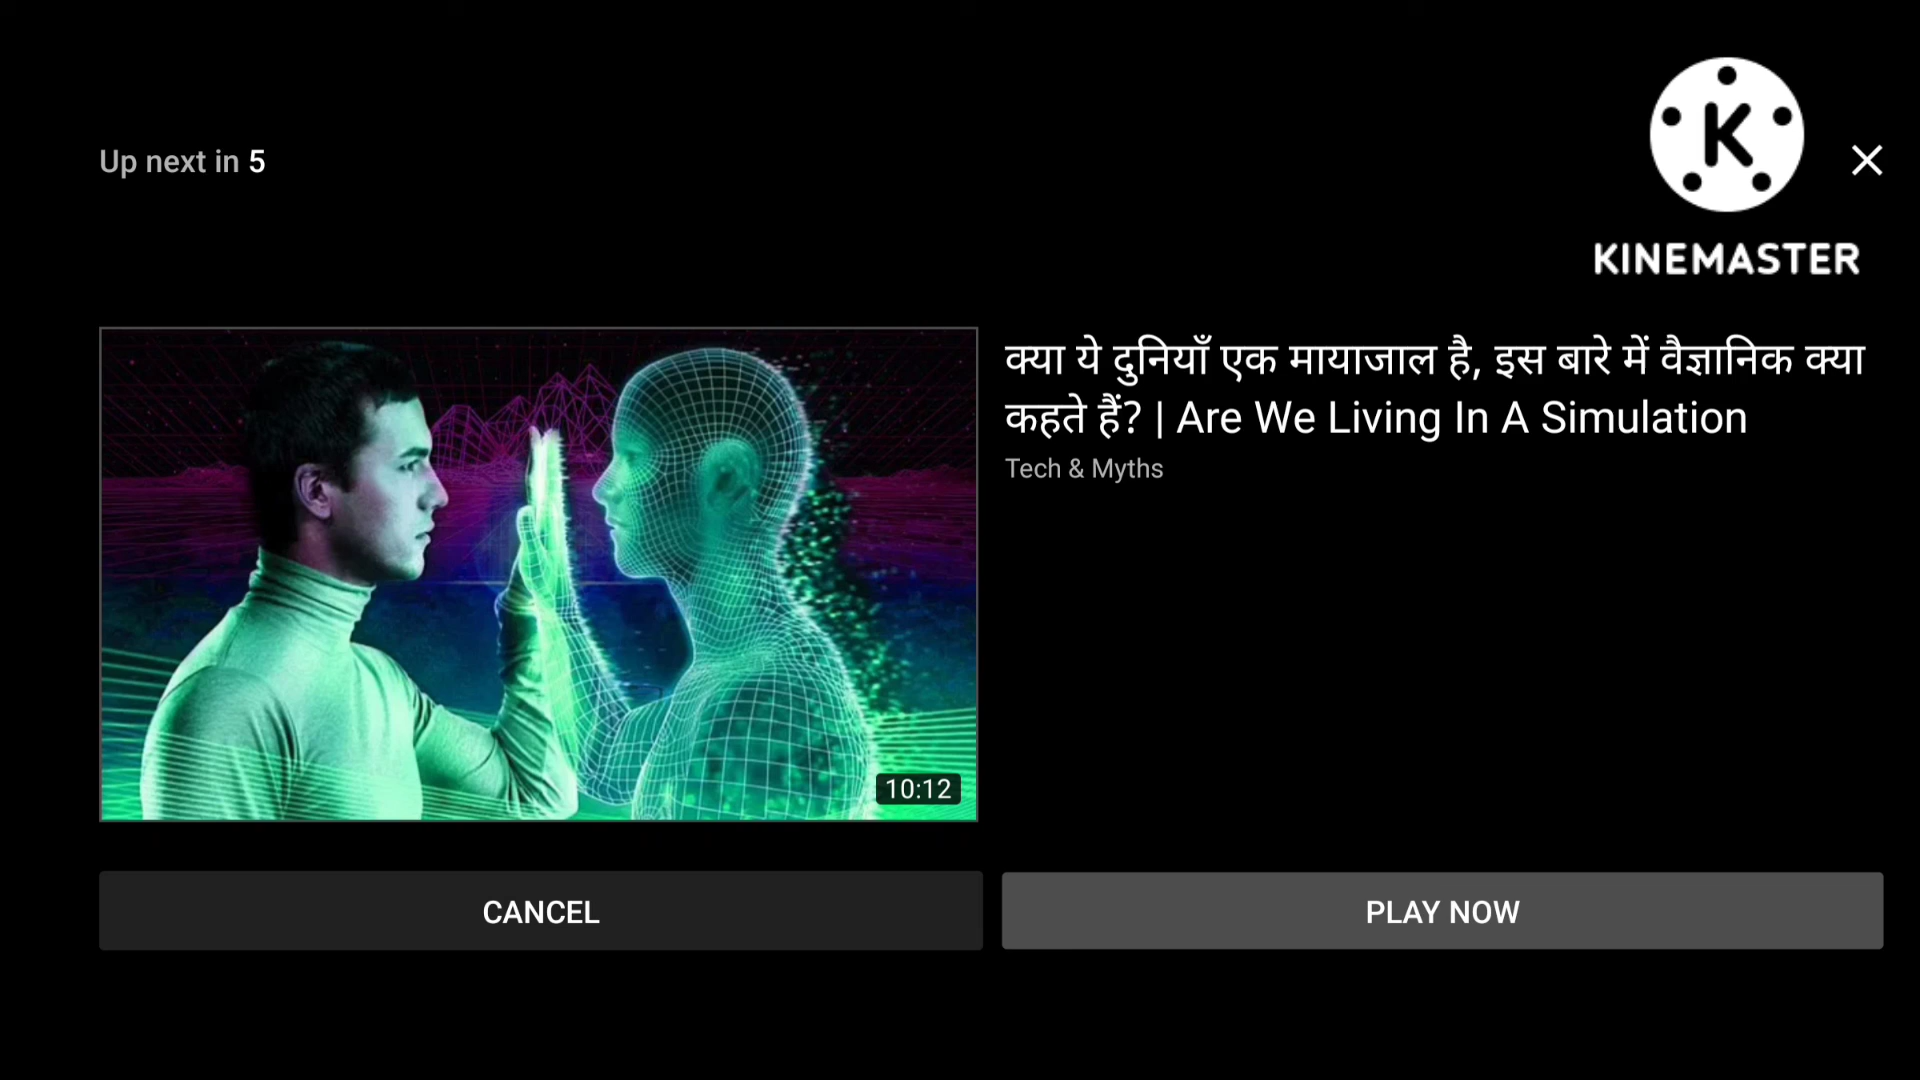 Up next in 5
K
KINEMASTER
क्या ये दुनियाँ एक मायाजाल है, इस बारे में वैज्ञानिक क्या
कहते हैं? | Are We Living In A Simulation
Tech & Myths
10:12
CANCEL
PLAY NOW